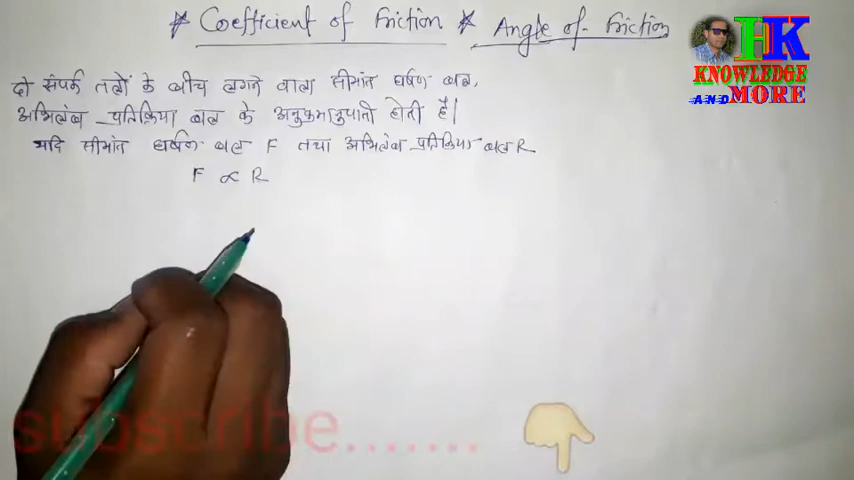 * Coefficient of Friction * Angle of Friction
दो संपर्क तलों के बीच लगने वाला सीमांत घर्षण बल,
अभिलंब प्रतिक्रिया बल के अनुक्रमानुपाती होती है।
यदि सीमांत घर्षण बल F तथा अभिलंब प्रतिक्रिया बल R
F ∝ R
HK
KNOWLEDGE
AND MORE
subscribe.......